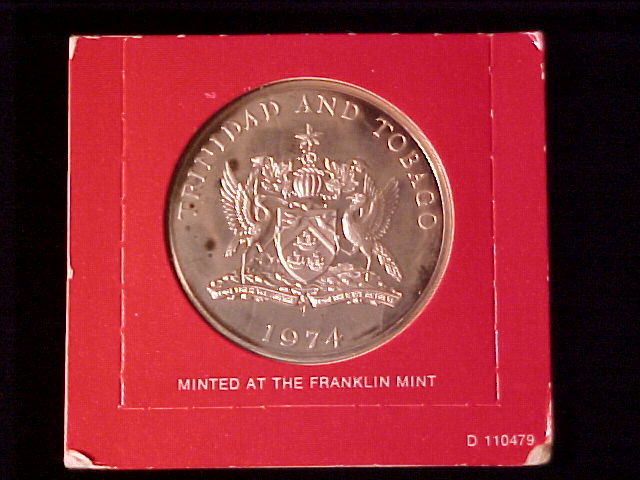 TRINIDAD AND TOBAGO
1974
MINTED AT THE FRANKLIN MINT
D 110479